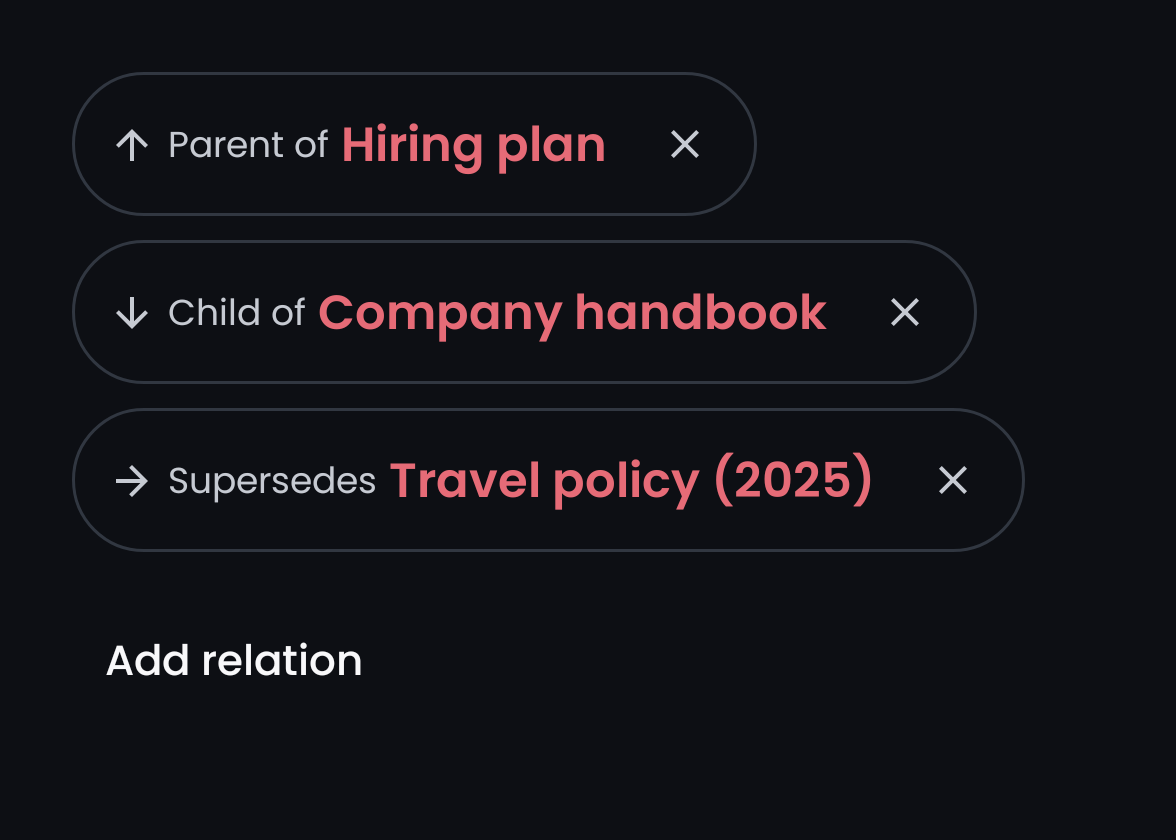 Parent of Hiring plan
Child of Company handbook
Supersedes Travel policy (2025)
Add relation